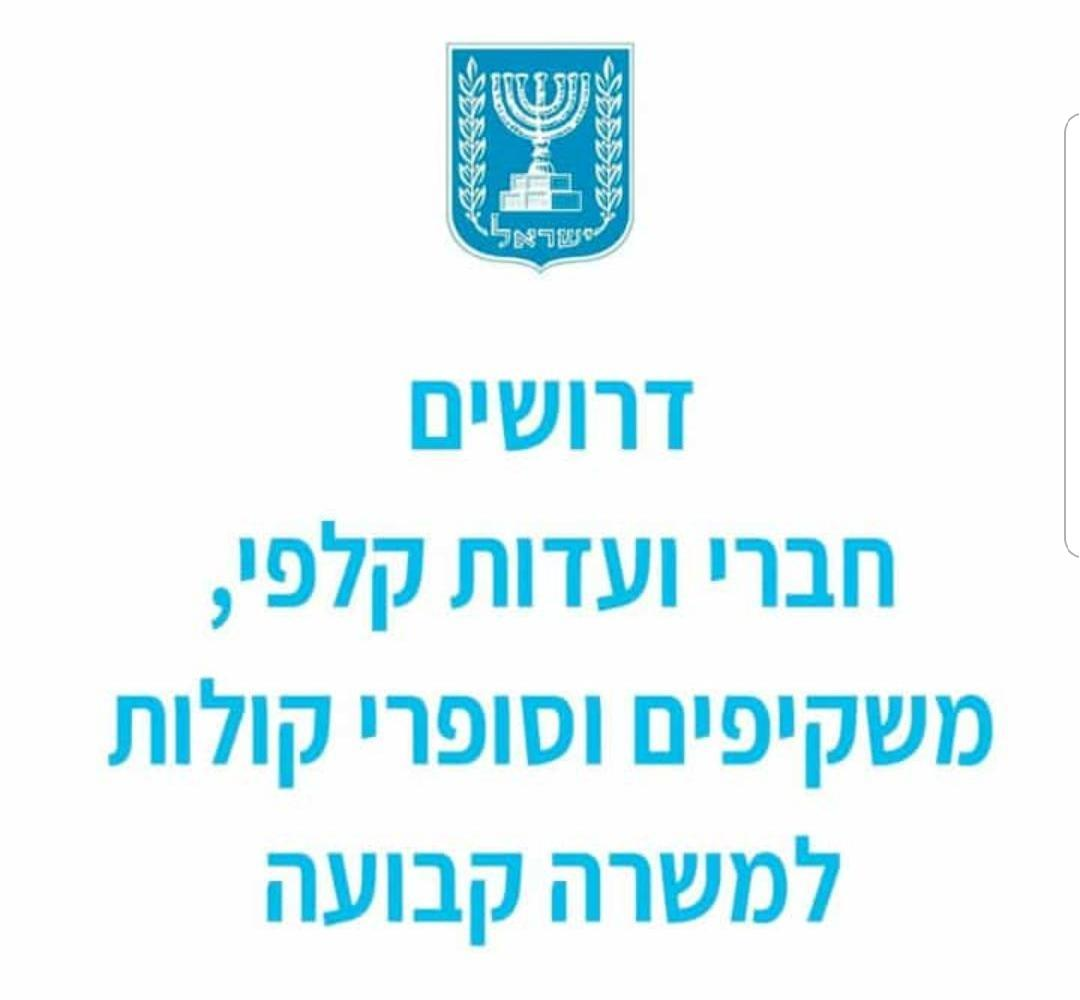 ישראל
דרושים
חברי ועדות קלפי,
משקיפים וסופרי קולות
למשרה קבועה